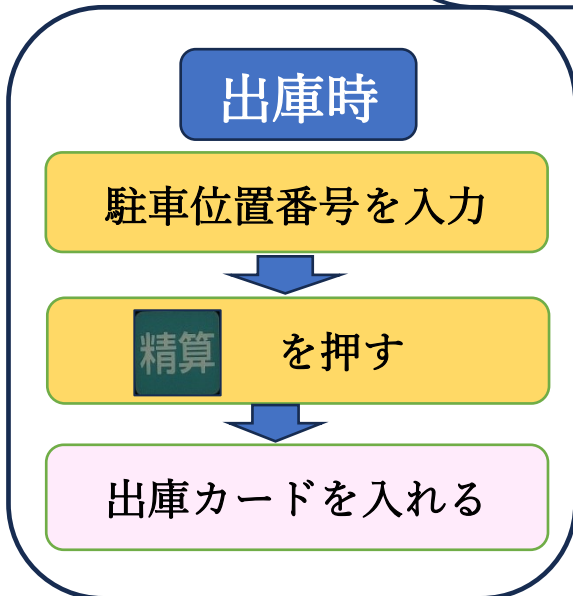 出庫時
駐車位置番号を入力
精算 を押す
出庫カードを入れる